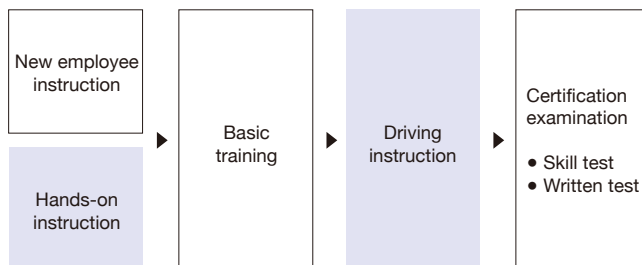 New employee
instruction
Hands-on
instruction
Basic
training
Driving
instruction
Certification
examination
● Skill test
● Written test